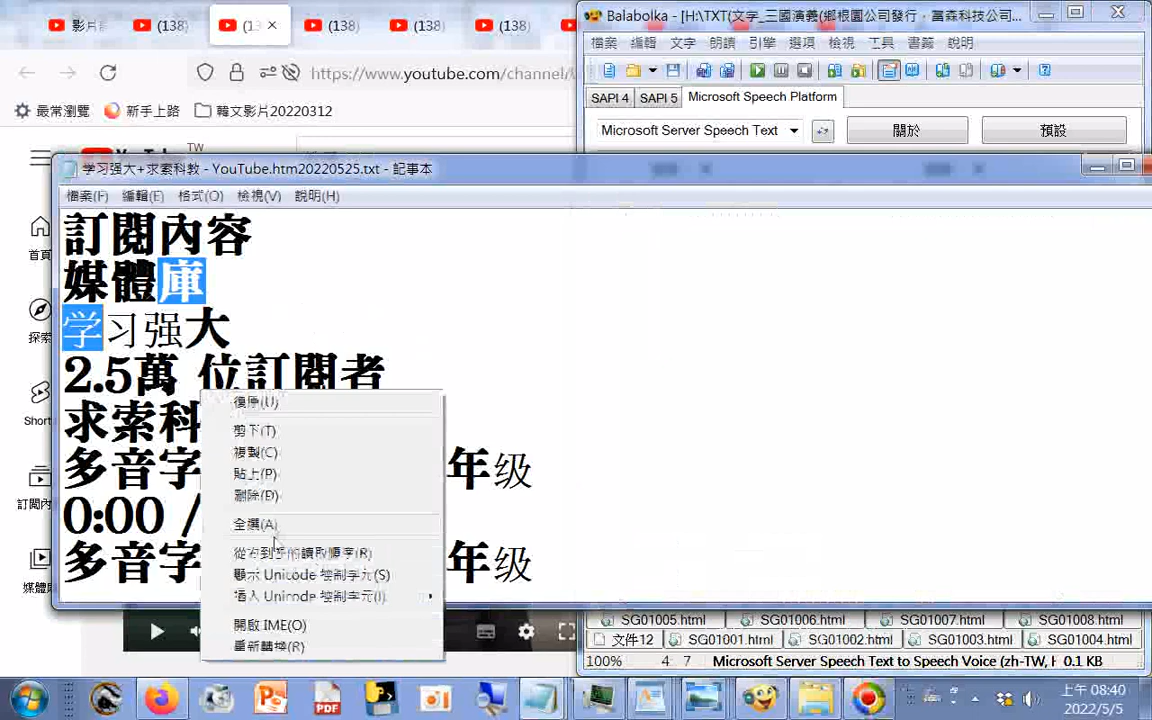 影片
(138)
(13
(138)
(138)
(138)
https://www.youtube.com/channel/
最常瀏覽
新手上路
韓文影片20220312
TW
首頁
探索
Short
訂閱內
媒體
Balabolka - [H:\TXT(文字_三國演義(鄉根園公司發行，富森科技公司...
檔案 編輯 文字 朗讀 引擎 選項 檢視 工具 書籤 說明
SAPI 4 SAPI 5 Microsoft Speech Platform
Microsoft Server Speech Text
關於
預設
学习强大+求索科教 - YouTube.htm20220525.txt - 記事本
檔案(F) 編輯(E) 格式(O) 檢視(V) 說明(H)
訂閱內容
媒體庫
学习强大
2.5萬 位訂閱者
求索科
多音字 年级
0:00 /
多音字 年级
復原(U)
剪下(T)
複製(C)
貼上(P)
刪除(D)
全選(A)
從右到左的讀取順序(R)
顯示 Unicode 控制字元(S)
插入 Unicode 控制字元(I)
開啟 IME(O)
重新轉換(R)
SG01005.html SG01006.html SG01007.html SG01008.html
文件12 SG01001.html SG01002.html SG01003.html SG01004.html
100% 4 : 7 Microsoft Server Speech Text to Speech Voice (zh-TW, H 0.1 KB
PDF
上午 08:40
2022/5/5